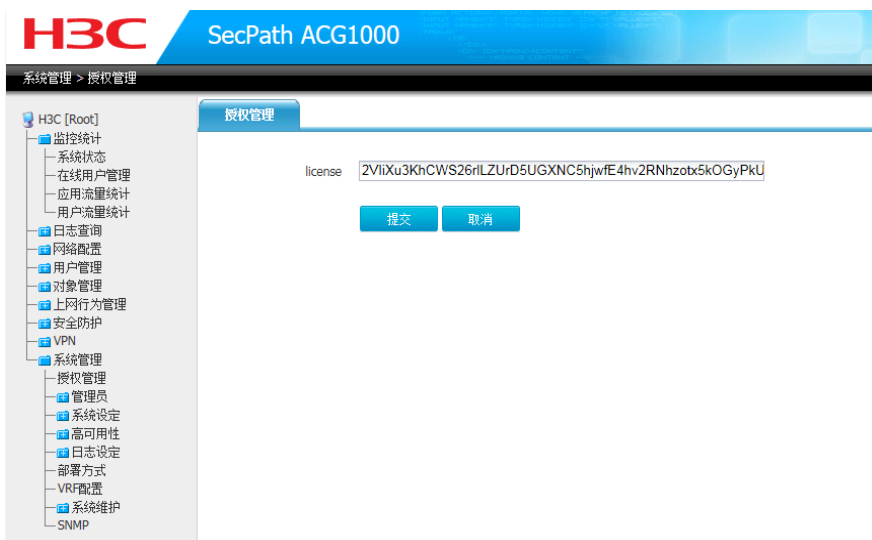 H3C
SecPath ACG1000
系统管理 > 授权管理
H3C [Root]
监控统计
系统状态
在线用户管理
应用流量统计
用户流量统计
日志查询
网络配置
用户管理
对象管理
上网行为管理
安全防护
VPN
系统管理
授权管理
管理员
系统设定
高可用性
日志设定
部署方式
VRF配置
系统维护
SNMP
授权管理
license 2VIiXu3KhCWS26rlLZUrD5UGXNC5hjwfE4hv2RNhzotx5kOGyPkU
提交 取消